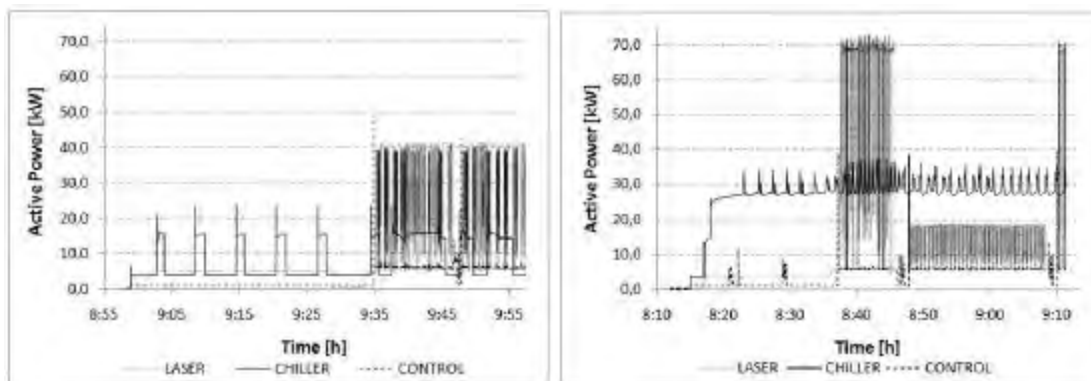 Active Power [kW]
70,0
60,0
50,0
40,0
30,0
20,0
10,0
0,0
8:55 9:05 9:15 9:25 9:35 9:45 9:55
Time [h]
LASER CHILLER CONTROL
Active Power [kW]
70,0
60,0
50,0
40,0
30,0
20,0
10,0
0,0
8:10 8:20 8:30 8:40 8:50 9:00 9:10
Time [h]
LASER CHILLER CONTROL